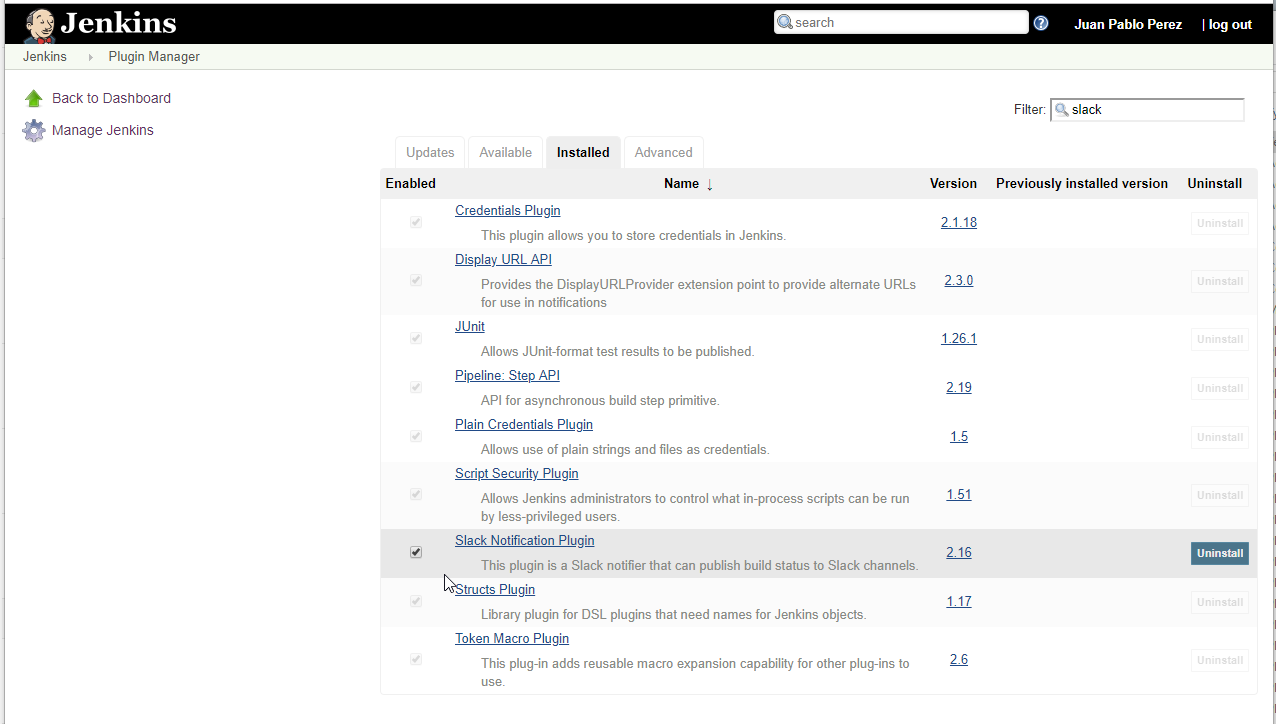 Jenkins
search
?
Juan Pablo Perez
| log out
Jenkins
Plugin Manager
Back to Dashboard
Manage Jenkins
Filter:
slack
Updates
Available
Installed
Advanced
Enabled
Name ↓
Version
Previously installed version
Uninstall
Credentials Plugin
This plugin allows you to store credentials in Jenkins.
2.1.18
Uninstall
Display URL API
Provides the DisplayURLProvider extension point to provide alternate URLs
for use in notifications
2.3.0
Uninstall
JUnit
Allows JUnit-format test results to be published.
1.26.1
Uninstall
Pipeline: Step API
API for asynchronous build step primitive.
2.19
Uninstall
Plain Credentials Plugin
Allows use of plain strings and files as credentials.
1.5
Uninstall
Script Security Plugin
Allows Jenkins administrators to control what in-process scripts can be run
by less-privileged users.
1.51
Uninstall
Slack Notification Plugin
This plugin is a Slack notifier that can publish build status to Slack channels.
2.16
Uninstall
Structs Plugin
Library plugin for DSL plugins that need names for Jenkins objects.
1.17
Uninstall
Token Macro Plugin
This plug-in adds reusable macro expansion capability for other plug-ins to
use.
2.6
Uninstall